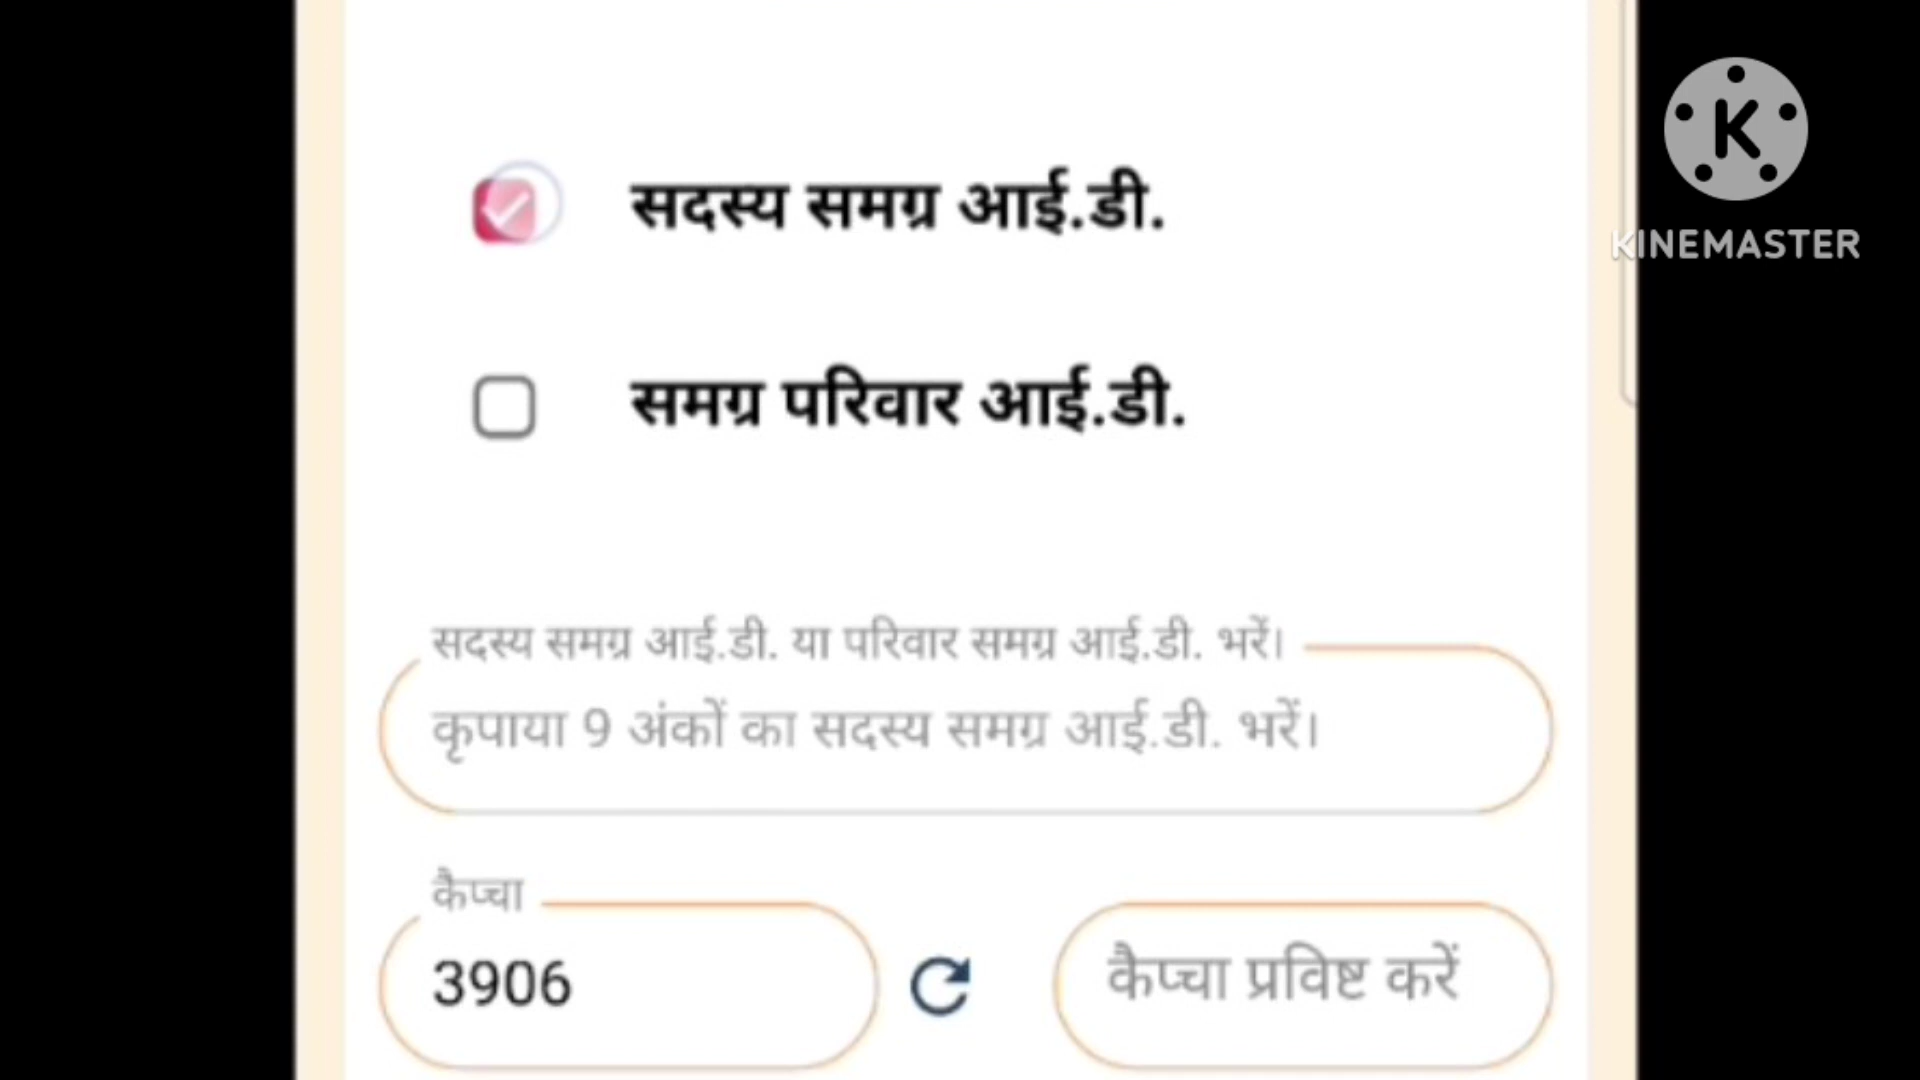 सदस्य समग्र आई.डी.
समग्र परिवार आई.डी.
सदस्य समग्र आई.डी. या परिवार समग्र आई.डी. भरें।
कृपाया 9 अंकों का सदस्य समग्र आई.डी. भरें।
कैप्चा
3906
कैप्चा प्रविष्ट करें
K
KINEMASTER